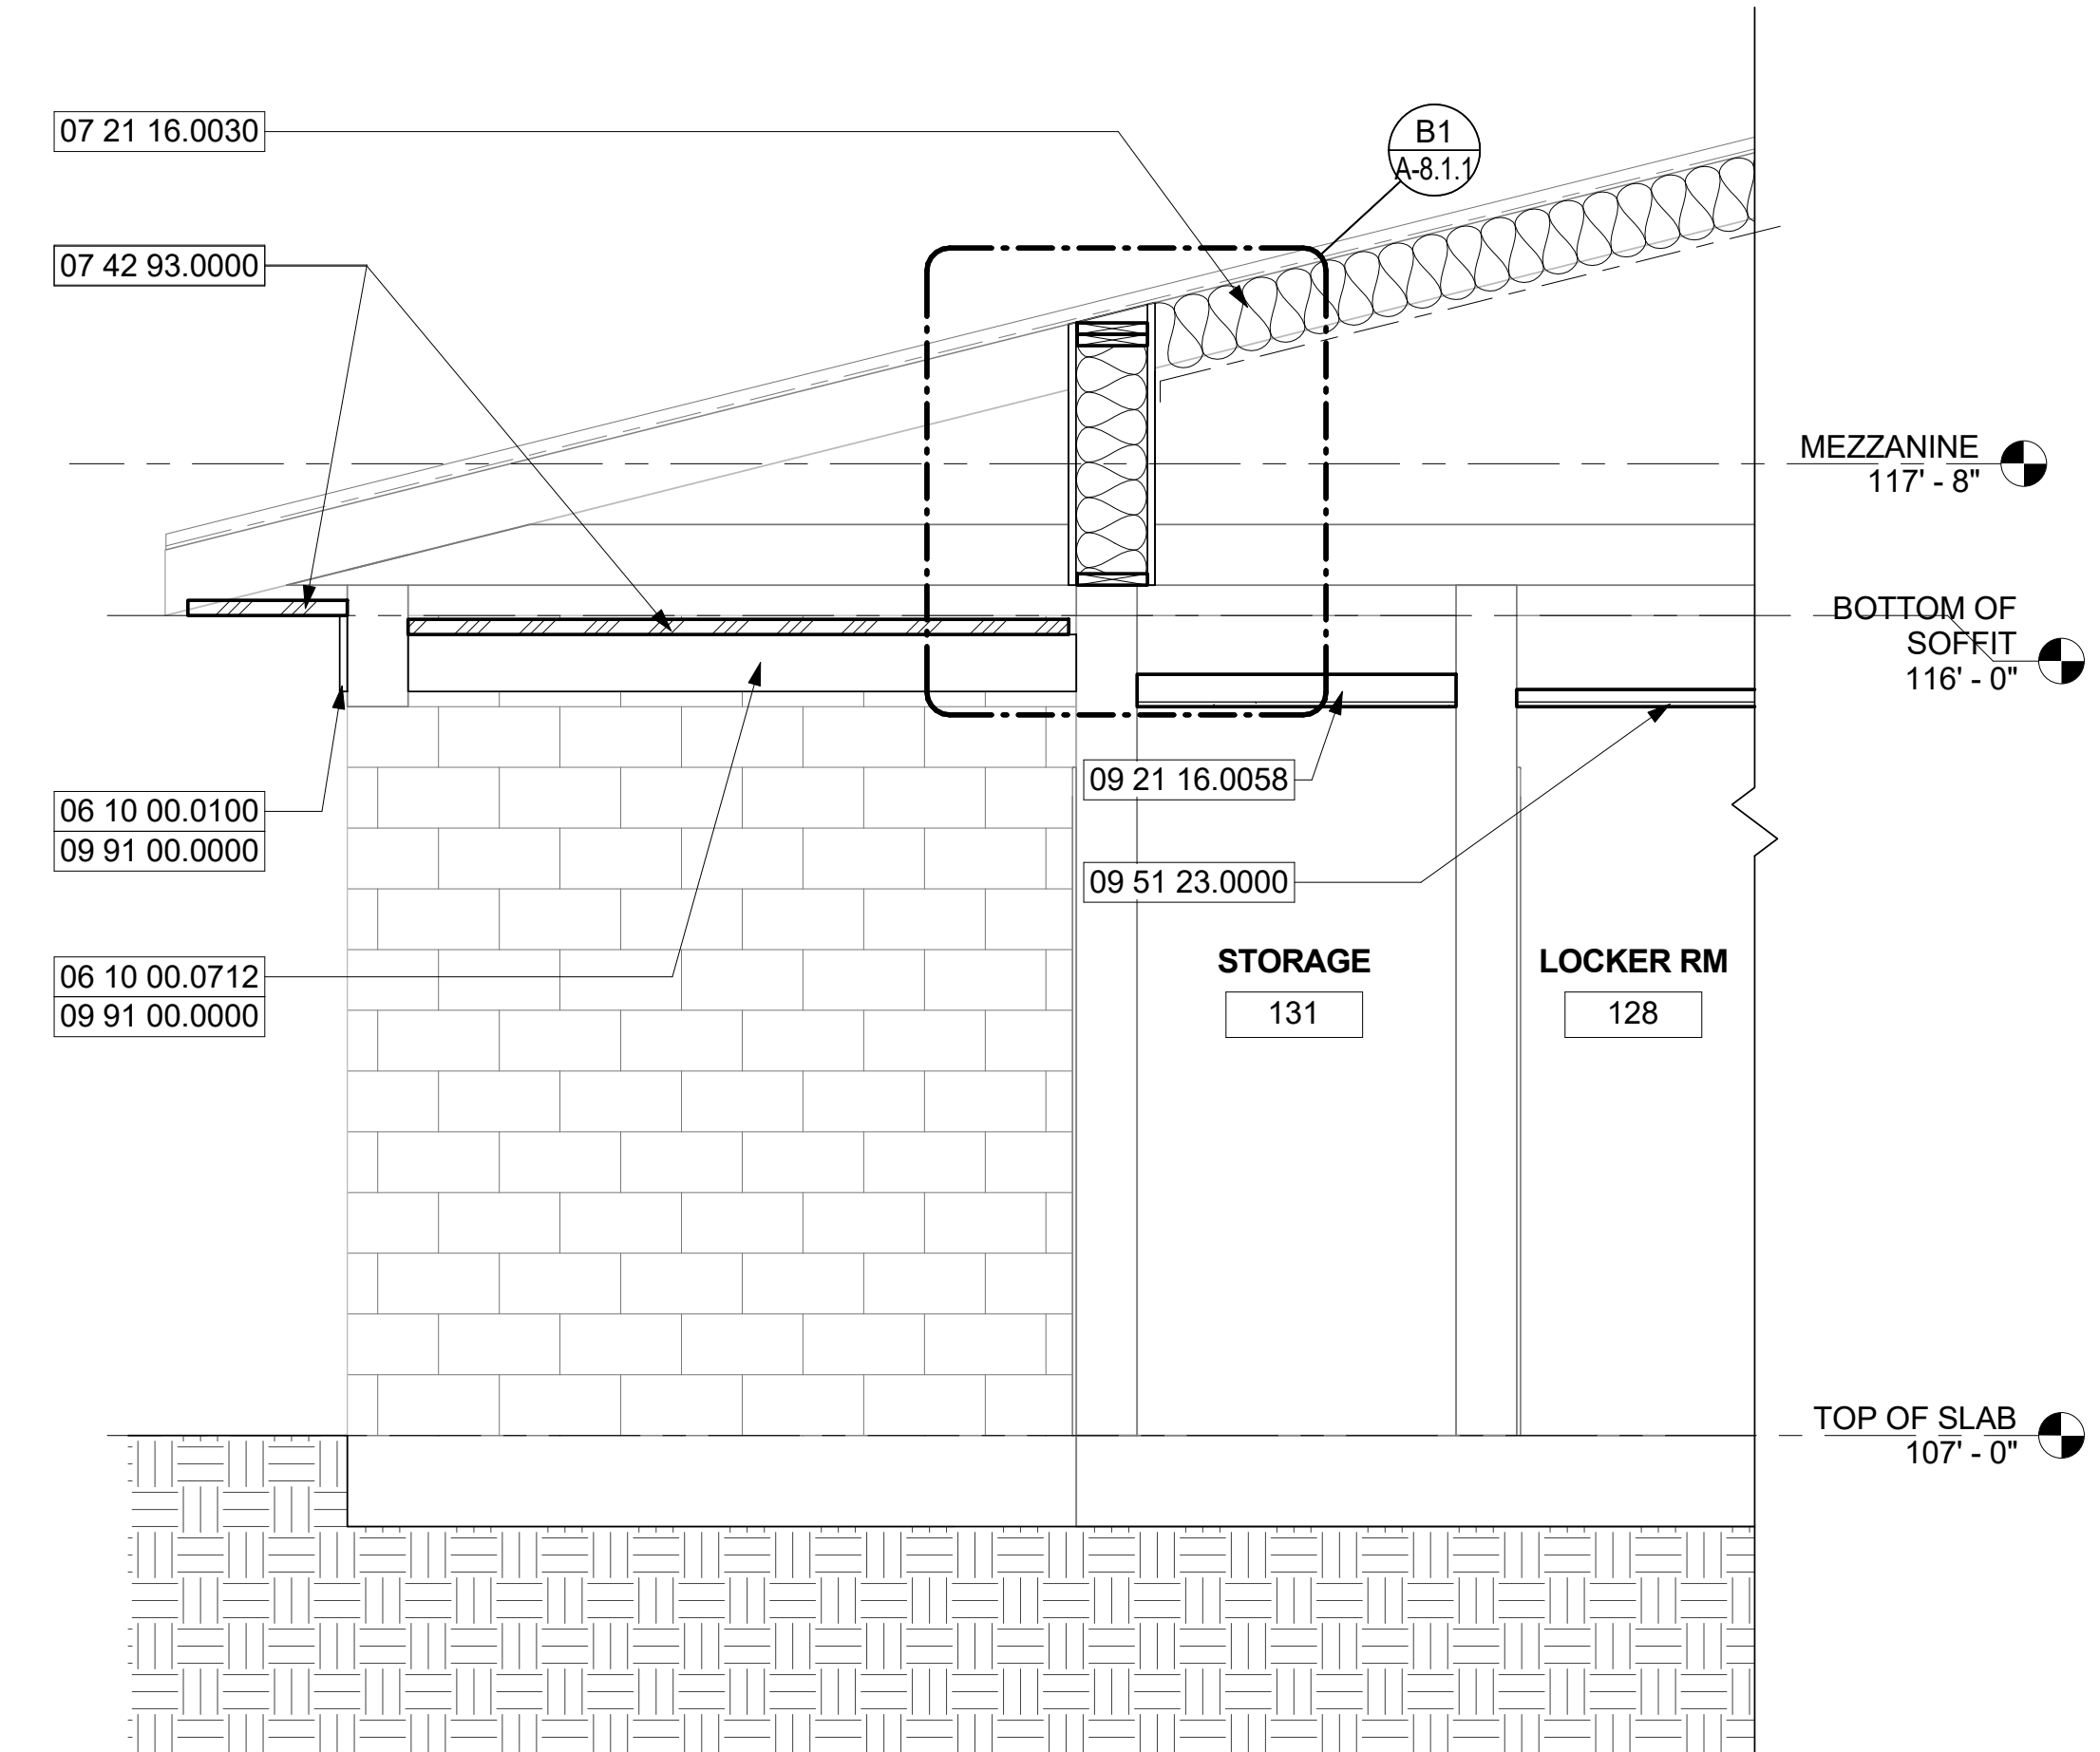 07 21 16.0030
B1
A-8.1.1
07 42 93.0000
MEZZANINE
117' - 8"
BOTTOM OF
SOFFIT
116' - 0"
09 21 16.0058
06 10 00.0100
09 91 00.0000
09 51 23.0000
STORAGE
131
LOCKER RM
128
06 10 00.0712
09 91 00.0000
TOP OF SLAB
107' - 0"